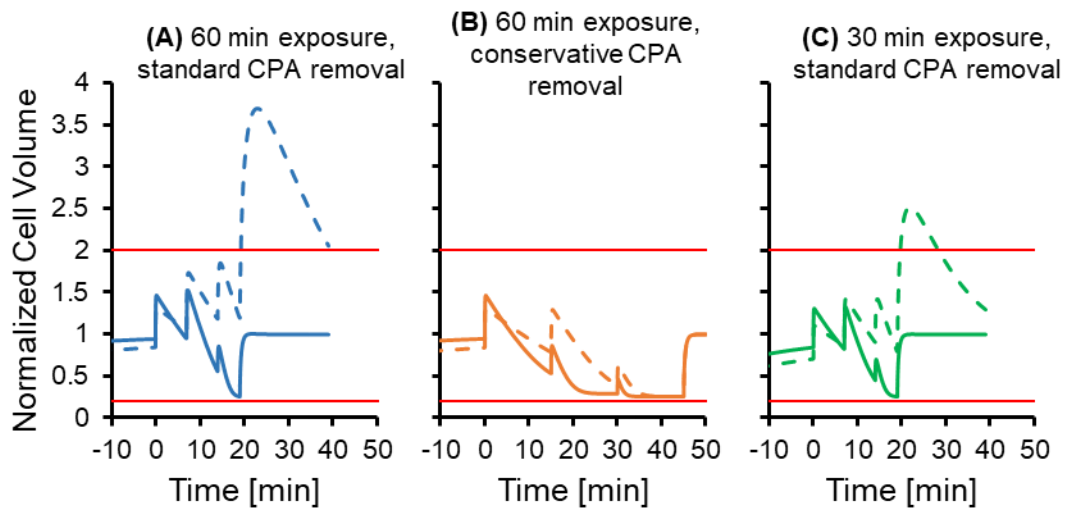 (A) 60 min exposure,
standard CPA removal
(B) 60 min exposure,
conservative CPA
removal
(C) 30 min exposure,
standard CPA removal
Normalized Cell Volume
4
3.5
3
2.5
2
1.5
1
0.5
0
-10 0 10 20 30 40 50
-10 0 10 20 30 40 50
-10 0 10 20 30 40 50
Time [min]
Time [min]
Time [min]